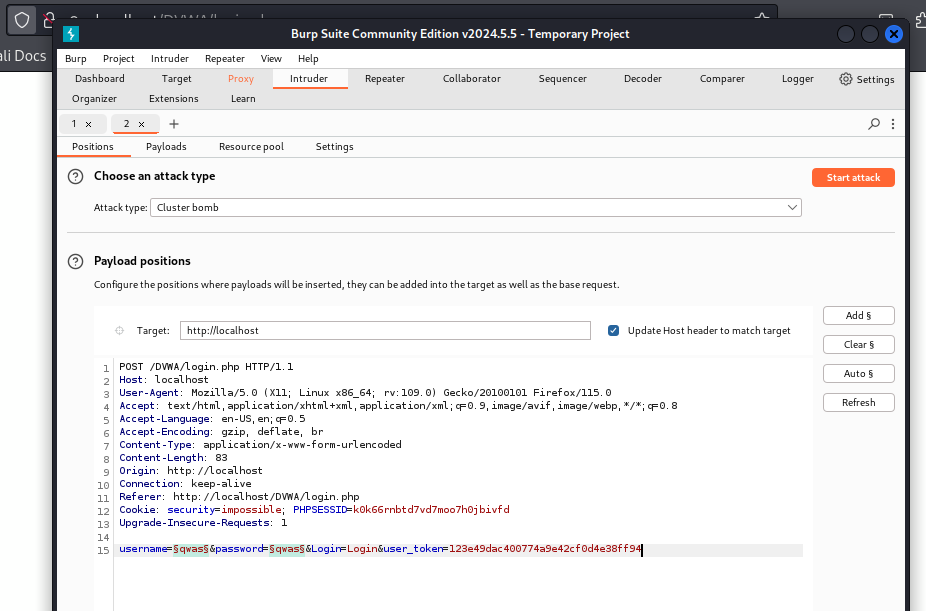 ali Docs
Burp Suite Community Edition v2024.5.5 - Temporary Project
Burp Project Intruder Repeater View Help
Dashboard Target Proxy Intruder Repeater Collaborator Sequencer Decoder Comparer Logger Settings
Organizer Extensions Learn
1 × 2 × +
Positions Payloads Resource pool Settings
Choose an attack type
Start attack
Attack type: Cluster bomb
Payload positions
Configure the positions where payloads will be inserted, they can be added into the target as well as the base request.
Target: http://localhost
Update Host header to match target
Add §
Clear §
Auto §
Refresh
1 POST /DVWA/login.php HTTP/1.1
2 Host: localhost
3 User-Agent: Mozilla/5.0 (X11; Linux x86_64; rv:109.0) Gecko/20100101 Firefox/115.0
4 Accept: text/html,application/xhtml+xml,application/xml;q=0.9,image/avif,image/webp,*/*;q=0.8
5 Accept-Language: en-US,en;q=0.5
6 Accept-Encoding: gzip, deflate, br
7 Content-Type: application/x-www-form-urlencoded
8 Content-Length: 83
9 Origin: http://localhost
10 Connection: keep-alive
11 Referer: http://localhost/DVWA/login.php
12 Cookie: security=impossible; PHPSESSID=k0k66rnbtd7vd7moo7h0jbivfd
13 Upgrade-Insecure-Requests: 1
14
15 username=§qwas§&password=§qwas§&Login=Login&user_token=123e49dac400774a9e42cf0d4e38ff94